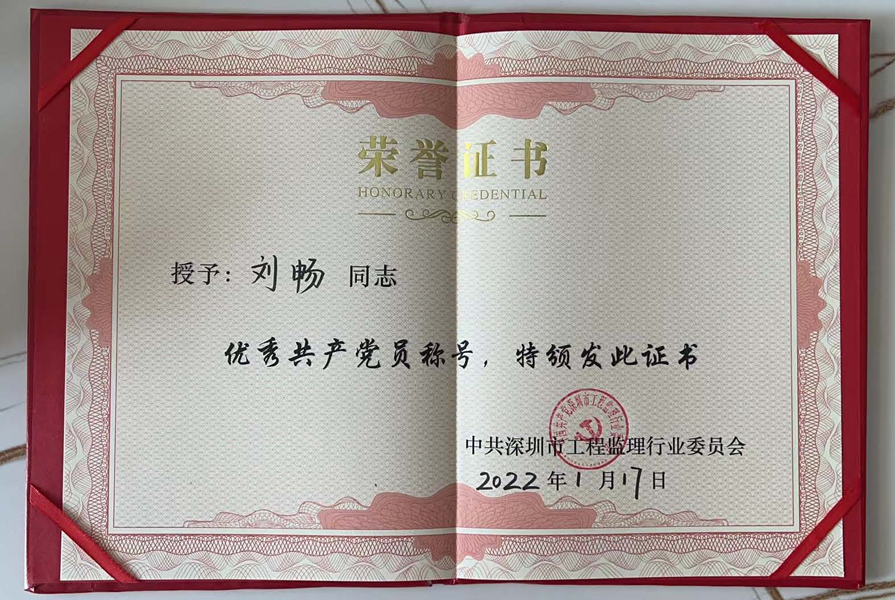 荣誉证书
HONORARY CREDENTIAL
授予：刘畅 同志
优秀共产党员称号，特颁发此证书
中共深圳市工程监理行业委员会
2022年1月17日